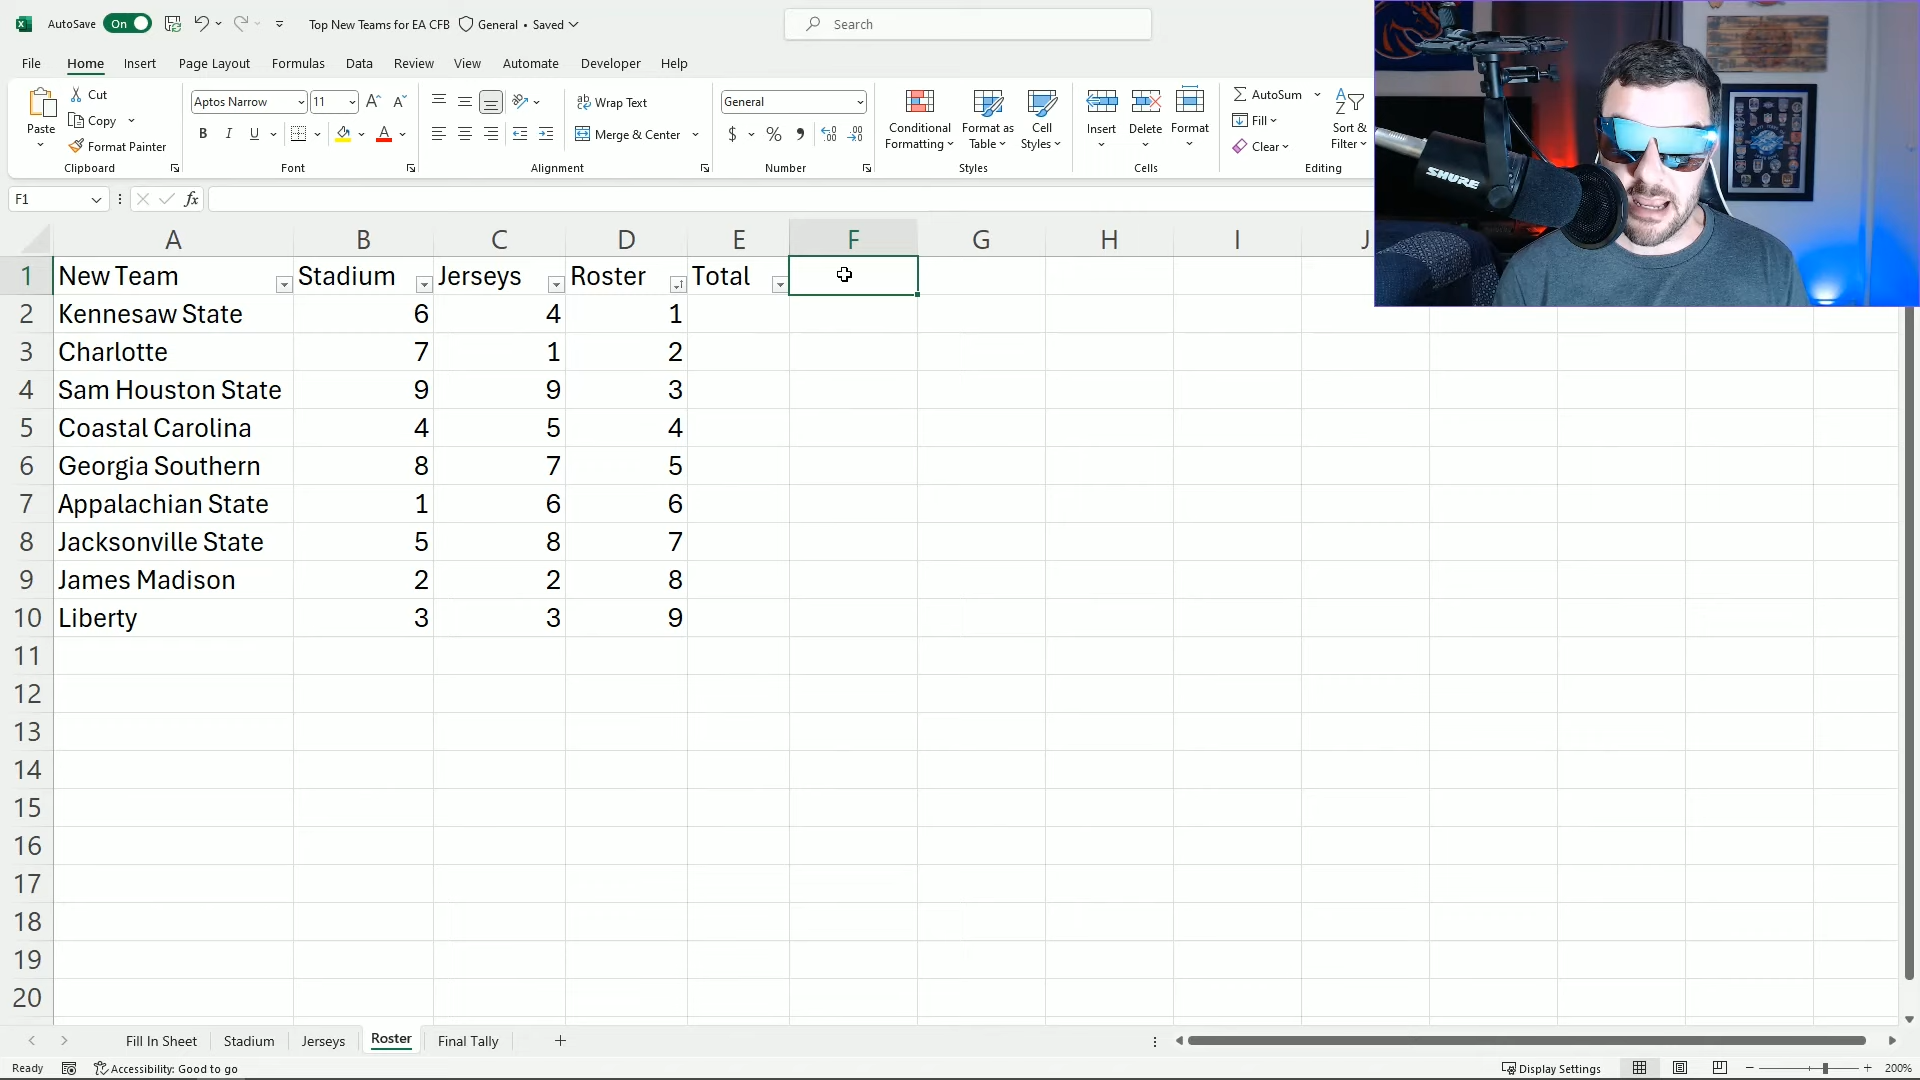 AutoSave On Top New Teams for EA CFB General • Saved Search
File Home Insert Page Layout Formulas Data Review View Automate Developer Help
Paste Cut Copy Format Painter Clipboard
Aptos Narrow 11 B I U Font
ab Wrap Text Merge & Center Alignment
General $ % , Number
Conditional Formatting Format as Table Cell Styles Styles
Insert Delete Format Cells
AutoSum Fill Clear Sort & Filter Editing
SHURE
F1 fx
A B C D E F G H I J
1 New Team Stadium Jerseys Roster Total
2 Kennesaw State 6 4 1
3 Charlotte 7 1 2
4 Sam Houston State 9 9 3
5 Coastal Carolina 4 5 4
6 Georgia Southern 8 7 5
7 Appalachian State 1 6 6
8 Jacksonville State 5 8 7
9 James Madison 2 2 8
10 Liberty 3 3 9
11
12
13
14
15
16
17
18
19
20
Fill In Sheet Stadium Jerseys Roster Final Tally +
Ready Accessibility: Good to go Display Settings 200%